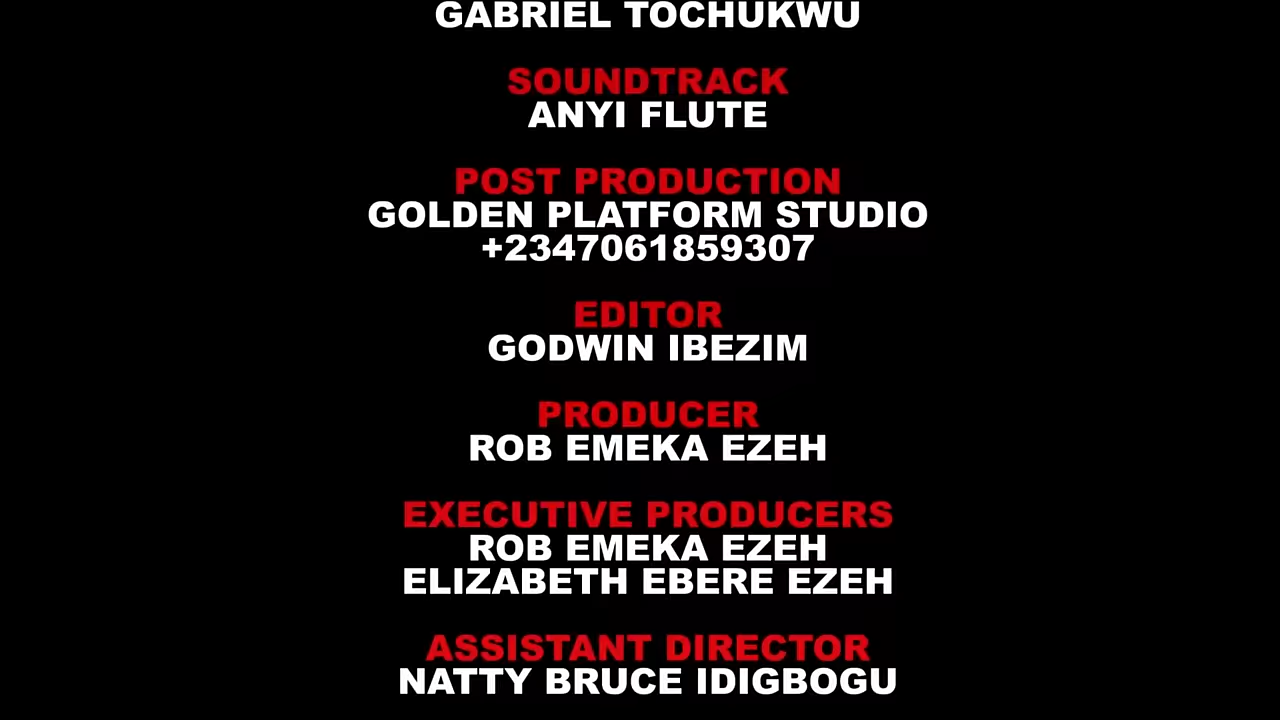 GABRIEL TOCHUKWU
SOUNDTRACK
ANYI FLUTE
POST PRODUCTION
GOLDEN PLATFORM STUDIO
+2347061859307
EDITOR
GODWIN IBEZIM
PRODUCER
ROB EMEKA EZEH
EXECUTIVE PRODUCERS
ROB EMEKA EZEH
ELIZABETH EBERE EZEH
ASSISTANT DIRECTOR
NATTY BRUCE IDIGBOGU